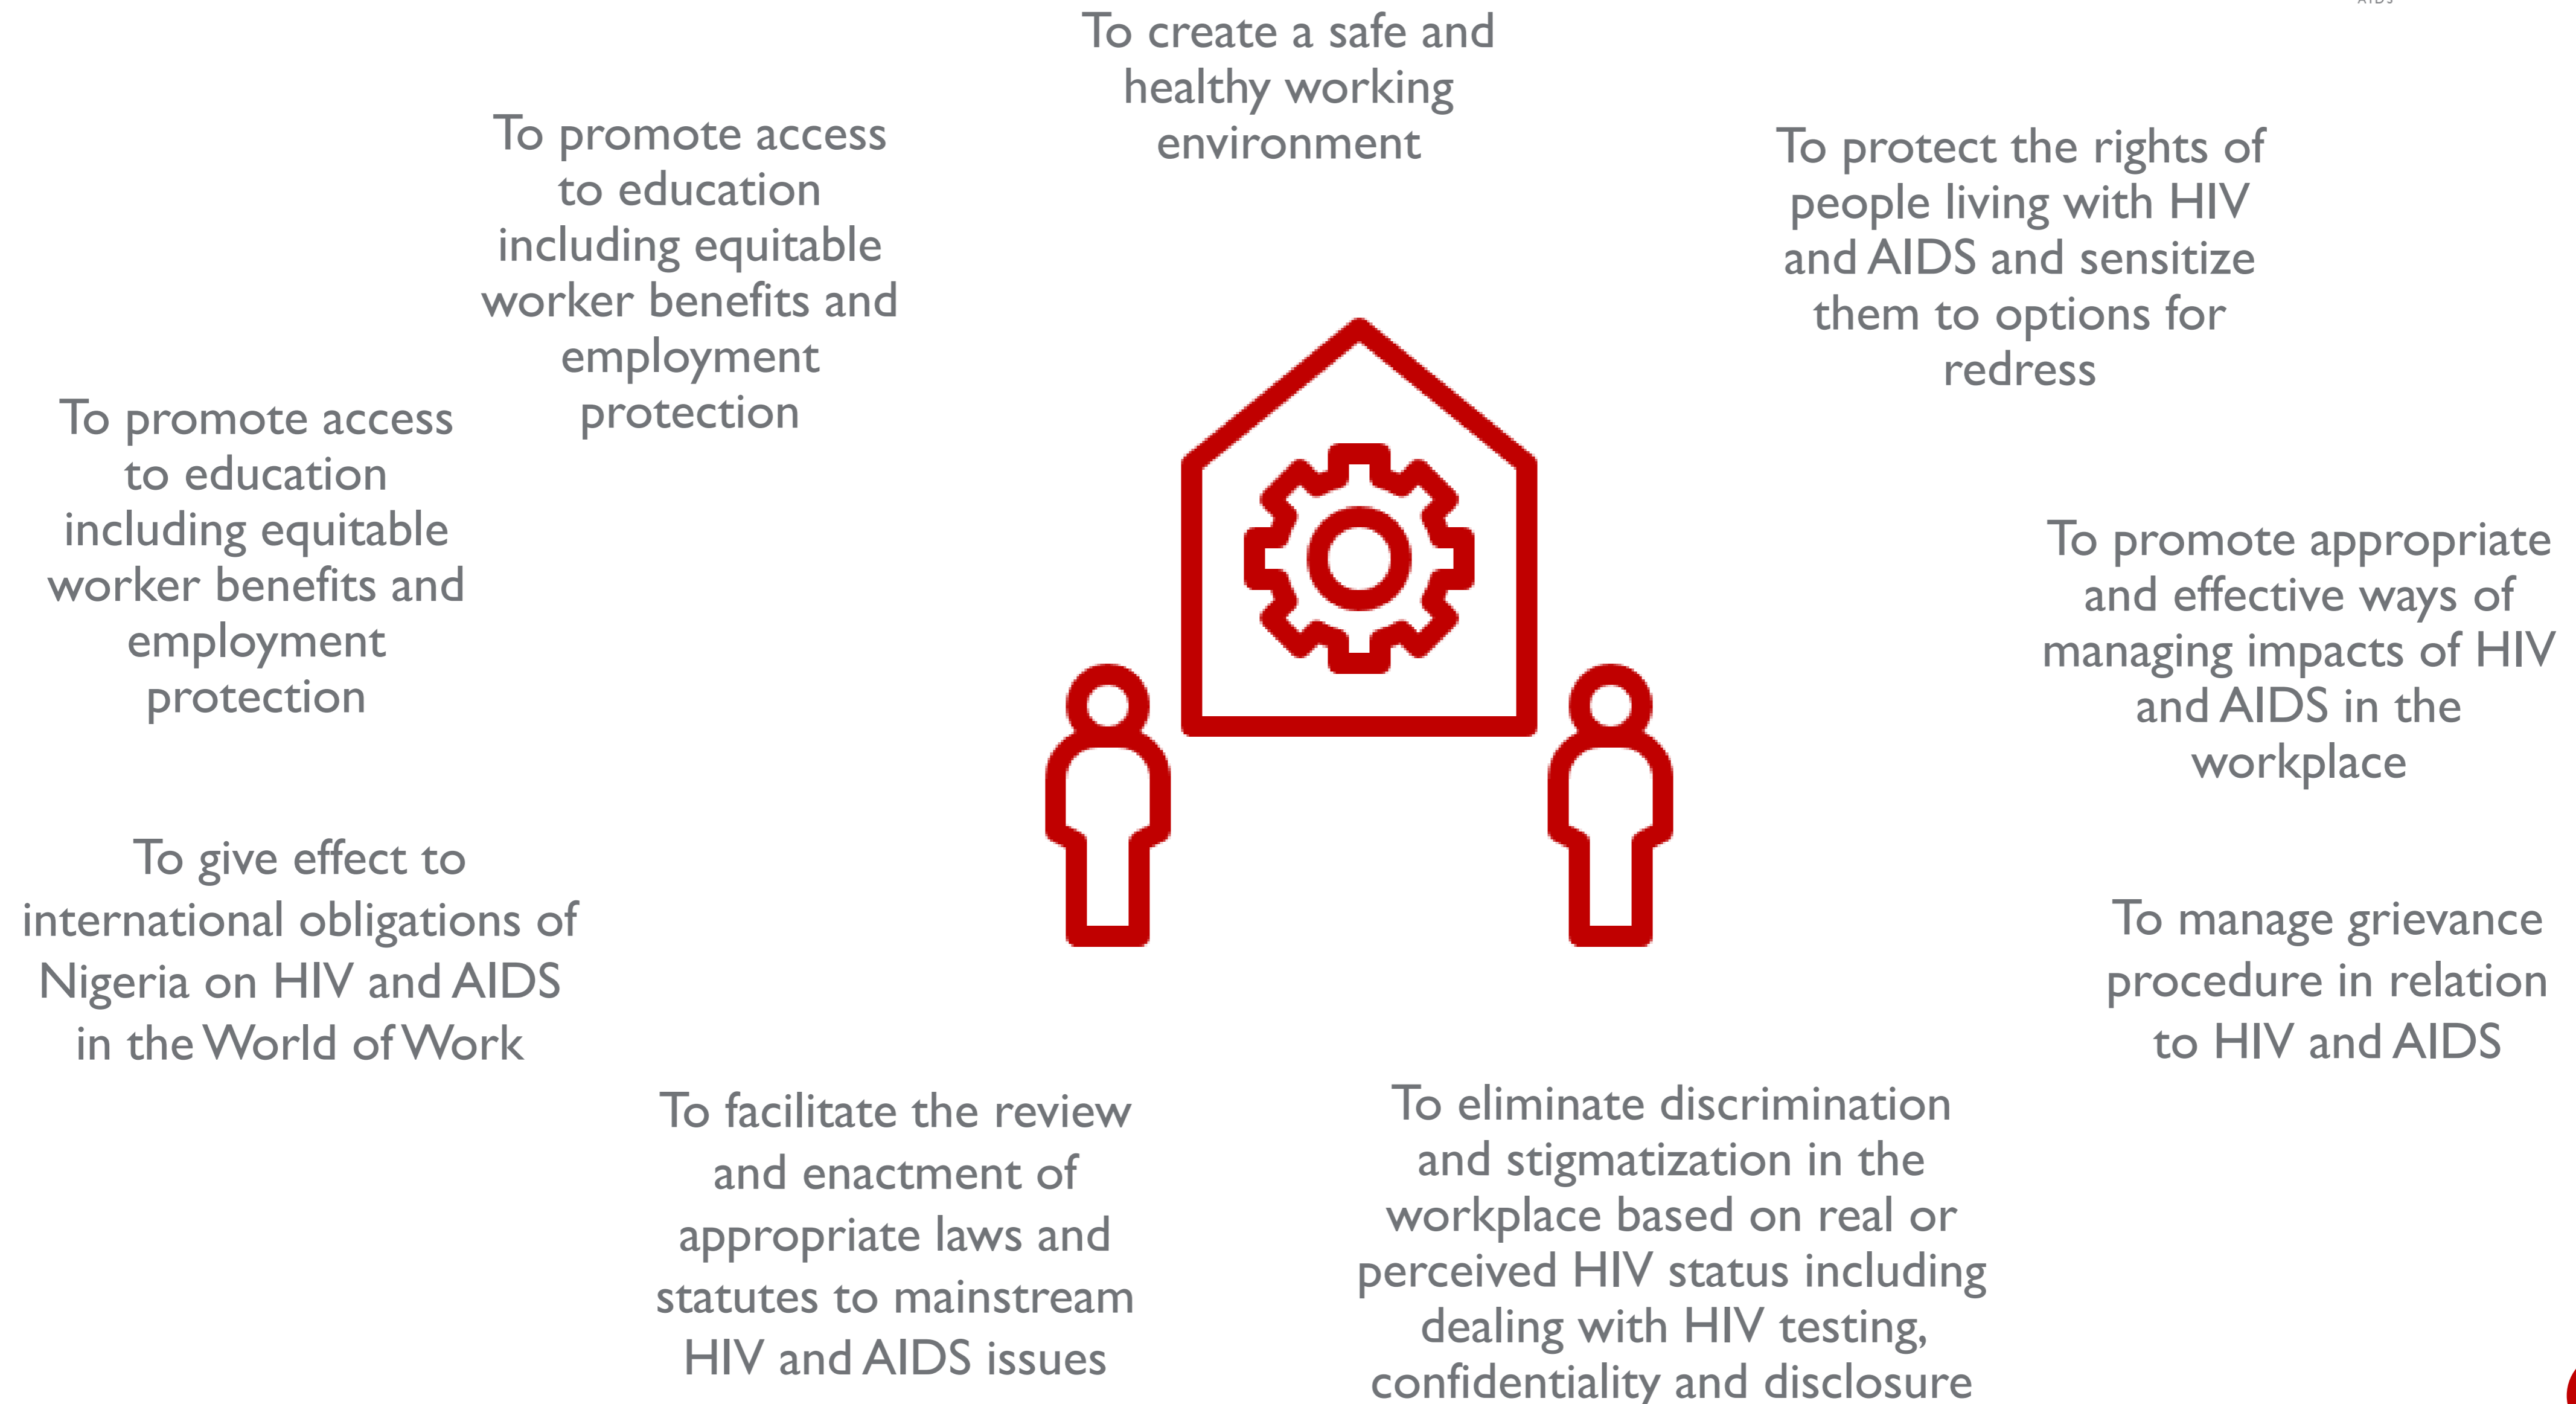 AIDS
To create a safe and
healthy working
environment
To promote access
to education
including equitable
worker benefits and
employment
protection
To protect the rights of
people living with HIV
and AIDS and sensitize
them to options for
redress
To promote access
to education
including equitable
worker benefits and
employment
protection
To promote appropriate
and effective ways of
managing impacts of HIV
and AIDS in the
workplace
To give effect to
international obligations of
Nigeria on HIV and AIDS
in the World of Work
To manage grievance
procedure in relation
to HIV and AIDS
To facilitate the review
and enactment of
appropriate laws and
statutes to mainstream
HIV and AIDS issues
To eliminate discrimination
and stigmatization in the
workplace based on real or
perceived HIV status including
dealing with HIV testing,
confidentiality and disclosure